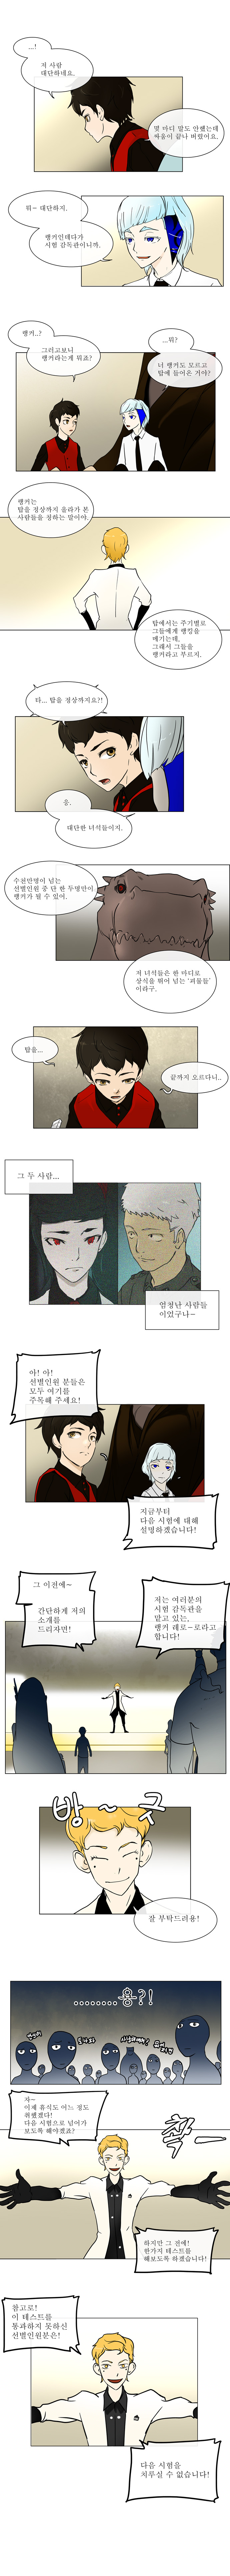 ...!
저 사람
대단하네요.
몇 마디 말도 안했는데
싸움이 끝나 버렸어요.
뭐~ 대단하지.
랭커인데다가
시험 감독관이니까.
랭커..?
그러고보니
랭커라는게 뭐죠?
...뭐?
너 랭커도 모르고
탑에 들어온 거야?
랭커는
탑을 정상까지 올라가 본
사람들을 칭하는 말이야.
탑에서는 주기별로
그들에게 랭킹을
매기는데,
그래서 그들을
랭커라고 부르지.
타... 탑을 정상까지요?!
응.
대단한 녀석들이지.
수천만명이 넘는
선별인원 중 단 한 두명만이
랭커가 될 수 있어.
저 녀석들은 한 마디로
상식을 뛰어 넘는 '괴물들'
이라구.
탑을...
끝까지 오르다니..
그 두 사람...
엄청난 사람들
이었구나~
아! 아!
선별인원 분들은
모두 여기를
주목해 주세요!
지금부터
다음 시험에 대해
설명하겠습니다!
그 이전에~
간단하게 저의
소개를
드리자면!
저는 여러분의
시험 감독관을
맡고 있는,
랭커 레로-로라고
합니다!
방~구
잘 부탁드려용!
.........용?!
자~
이제 휴식도 어느 정도
취했겠다!
다음 시험으로 넘어가
보도록 해야겠죠?
착~
하지만 그 전에!
한가지 테스트를
해보도록 하겠습니다!
참고로!
이 테스트를
통과하지 못하신
선별인원분은!
다음 시험을
치루실 수 없습니다!